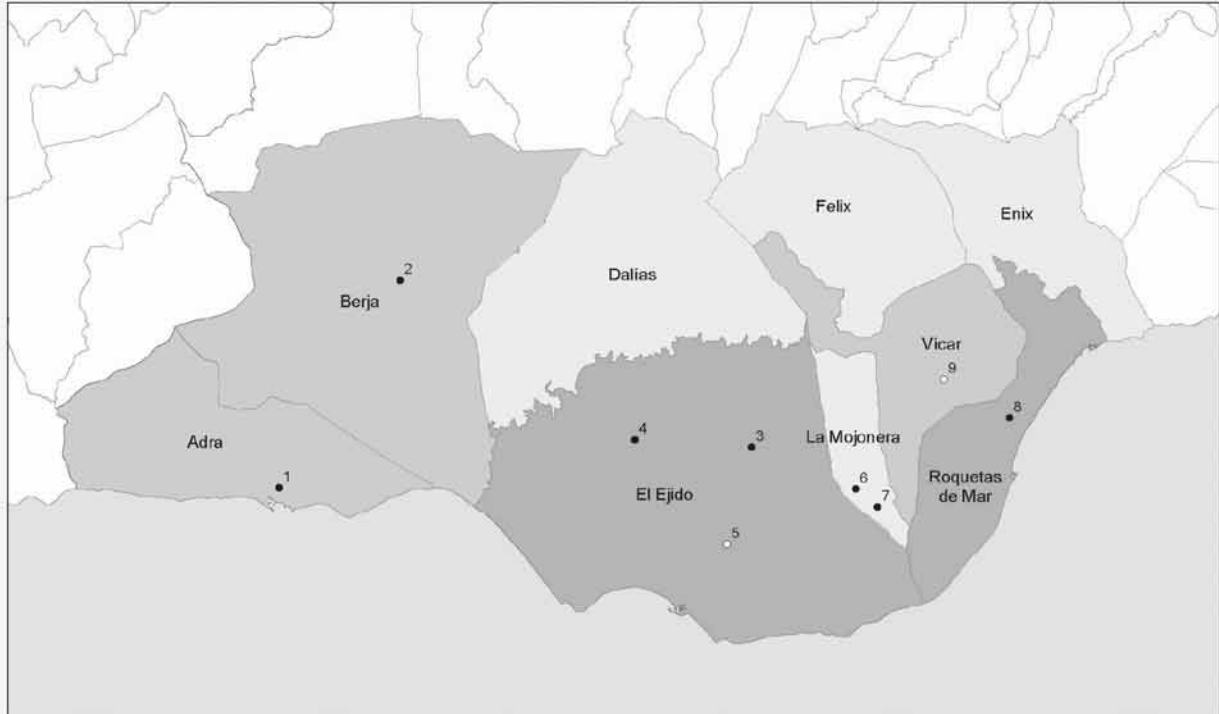 Felix
Enix
2
Dalías
Berja
Vicar
9
8
4
3
La Mojonera
Adra
1
6
Roquetas
de Mar
El Ejido
7
5